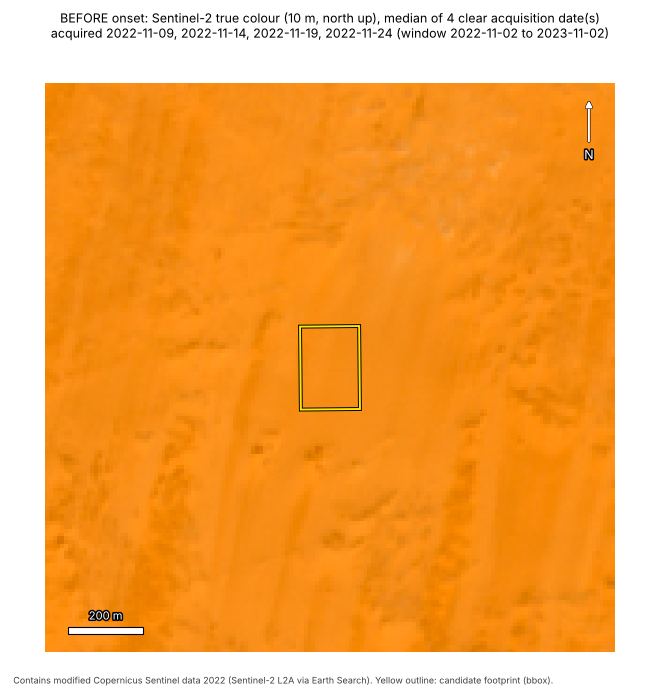 BEFORE onset: Sentinel-2 true colour (10 m, north up), median of 4 clear acquisition date(s)
acquired 2022-11-09, 2022-11-14, 2022-11-19, 2022-11-24 (window 2022-11-02 to 2023-11-02)
N
200 m
Contains modified Copernicus Sentinel data 2022 (Sentinel-2 L2A via Earth Search). Yellow outline: candidate footprint (bbox).